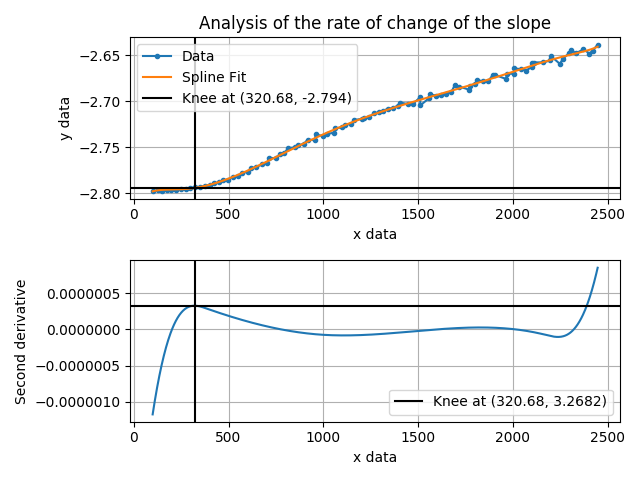 Analysis of the rate of change of the slope
y data
−2.65
−2.70
−2.75
−2.80
Data
Spline Fit
Knee at (320.68, -2.794)
0 500 1000 1500 2000 2500
x data
Second derivative
0.0000005
0.0000000
−0.0000005
−0.0000010
Knee at (320.68, 3.2682)
0 500 1000 1500 2000 2500
x data